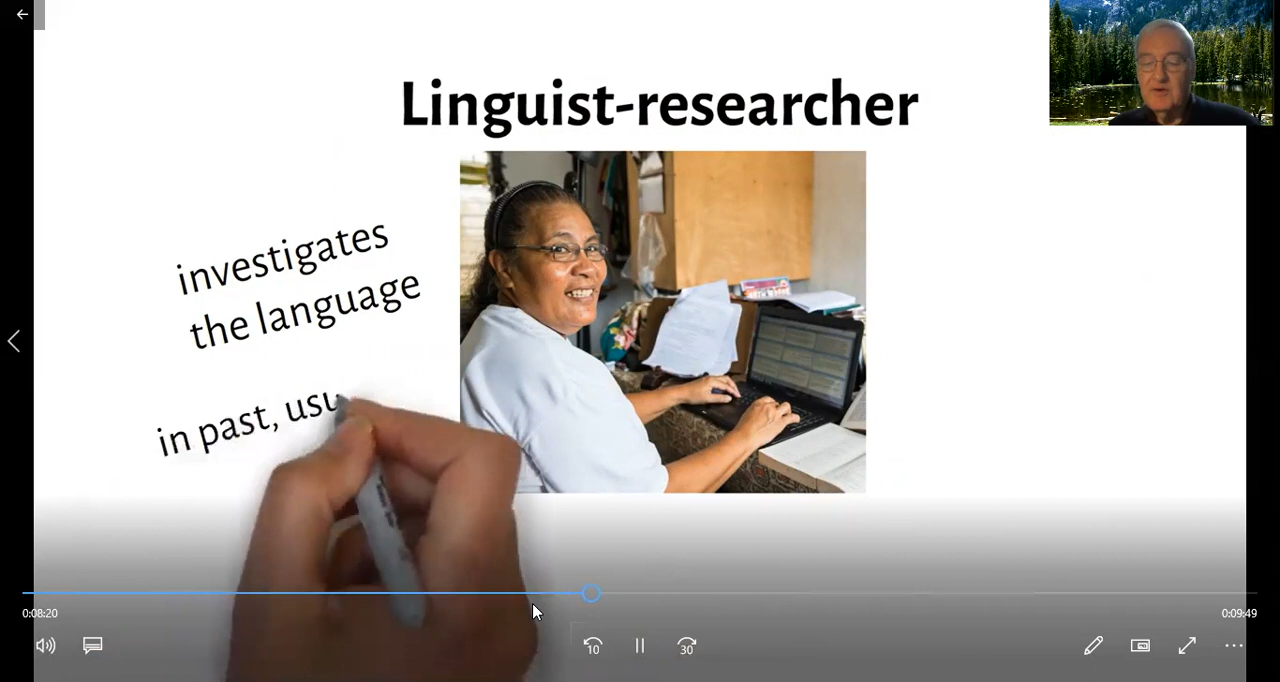 Linguist-researcher
investigates
the language
in past, usu
0:08:20
0:09:49
10
30